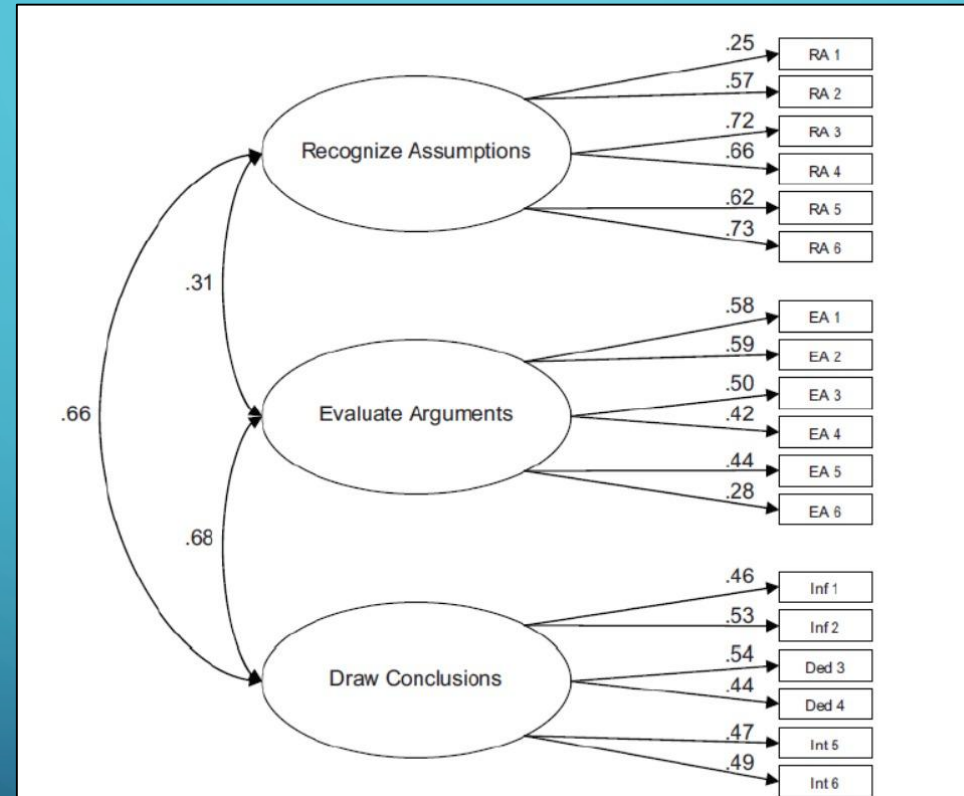 .25
RA 1
.57
RA 2
.72
RA 3
Recognize Assumptions
.66
RA 4
.62
RA 5
.73
RA 6
.31
.58
EA 1
.59
EA 2
.50
EA 3
.66
Evaluate Arguments
.42
EA 4
.44
EA 5
.28
EA 6
.68
.46
Inf 1
.53
Inf 2
.54
Ded 3
Draw Conclusions
.44
Ded 4
.47
Int 5
.49
Int 6